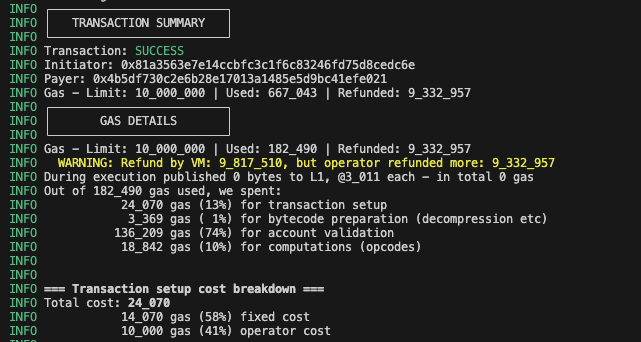 INFO
INFO TRANSACTION SUMMARY
INFO
INFO Transaction: SUCCESS
INFO Initiator: 0x81a3563e7e14ccbfc3c1f6c83246fd75d8cedc6e
INFO Payer: 0x4b5df730c2e6b28e17013a1485e5d9bc41efe021
INFO Gas - Limit: 10_000_000 | Used: 667_043 | Refunded: 9_332_957
INFO
INFO GAS DETAILS
INFO
INFO Gas - Limit: 10_000_000 | Used: 182_490 | Refunded: 9_332_957
INFO WARNING: Refund by VM: 9_817_510, but operator refunded more: 9_332_957
INFO During execution published 0 bytes to L1, @3_011 each - in total 0 gas
INFO Out of 182_490 gas used, we spent:
INFO 24_070 gas (13%) for transaction setup
INFO 3_369 gas ( 1%) for bytecode preparation (decompression etc)
INFO 136_209 gas (74%) for account validation
INFO 18_842 gas (10%) for computations (opcodes)
INFO
INFO
INFO === Transaction setup cost breakdown ===
INFO Total cost: 24_070
INFO 14_070 gas (58%) fixed cost
INFO 10_000 gas (41%) operator cost